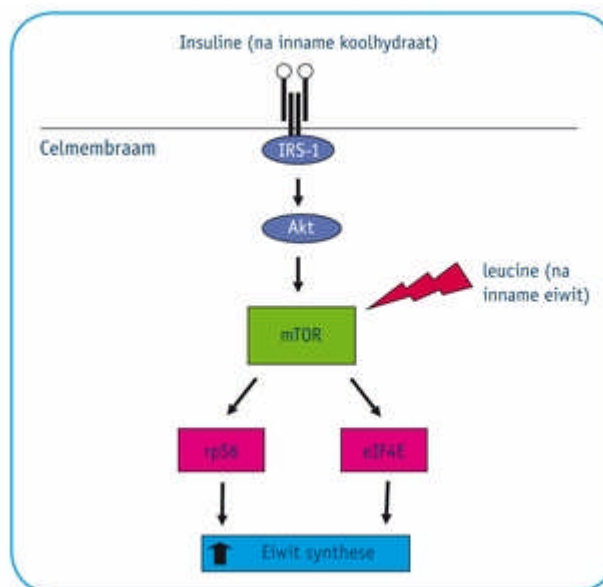 Insuline (na inname koolhydraat)
Celmembraam
IRS-1
Akt
leucine (na
inname eiwit)
mTOR
rpS6
eIF4E
Eiwit synthese